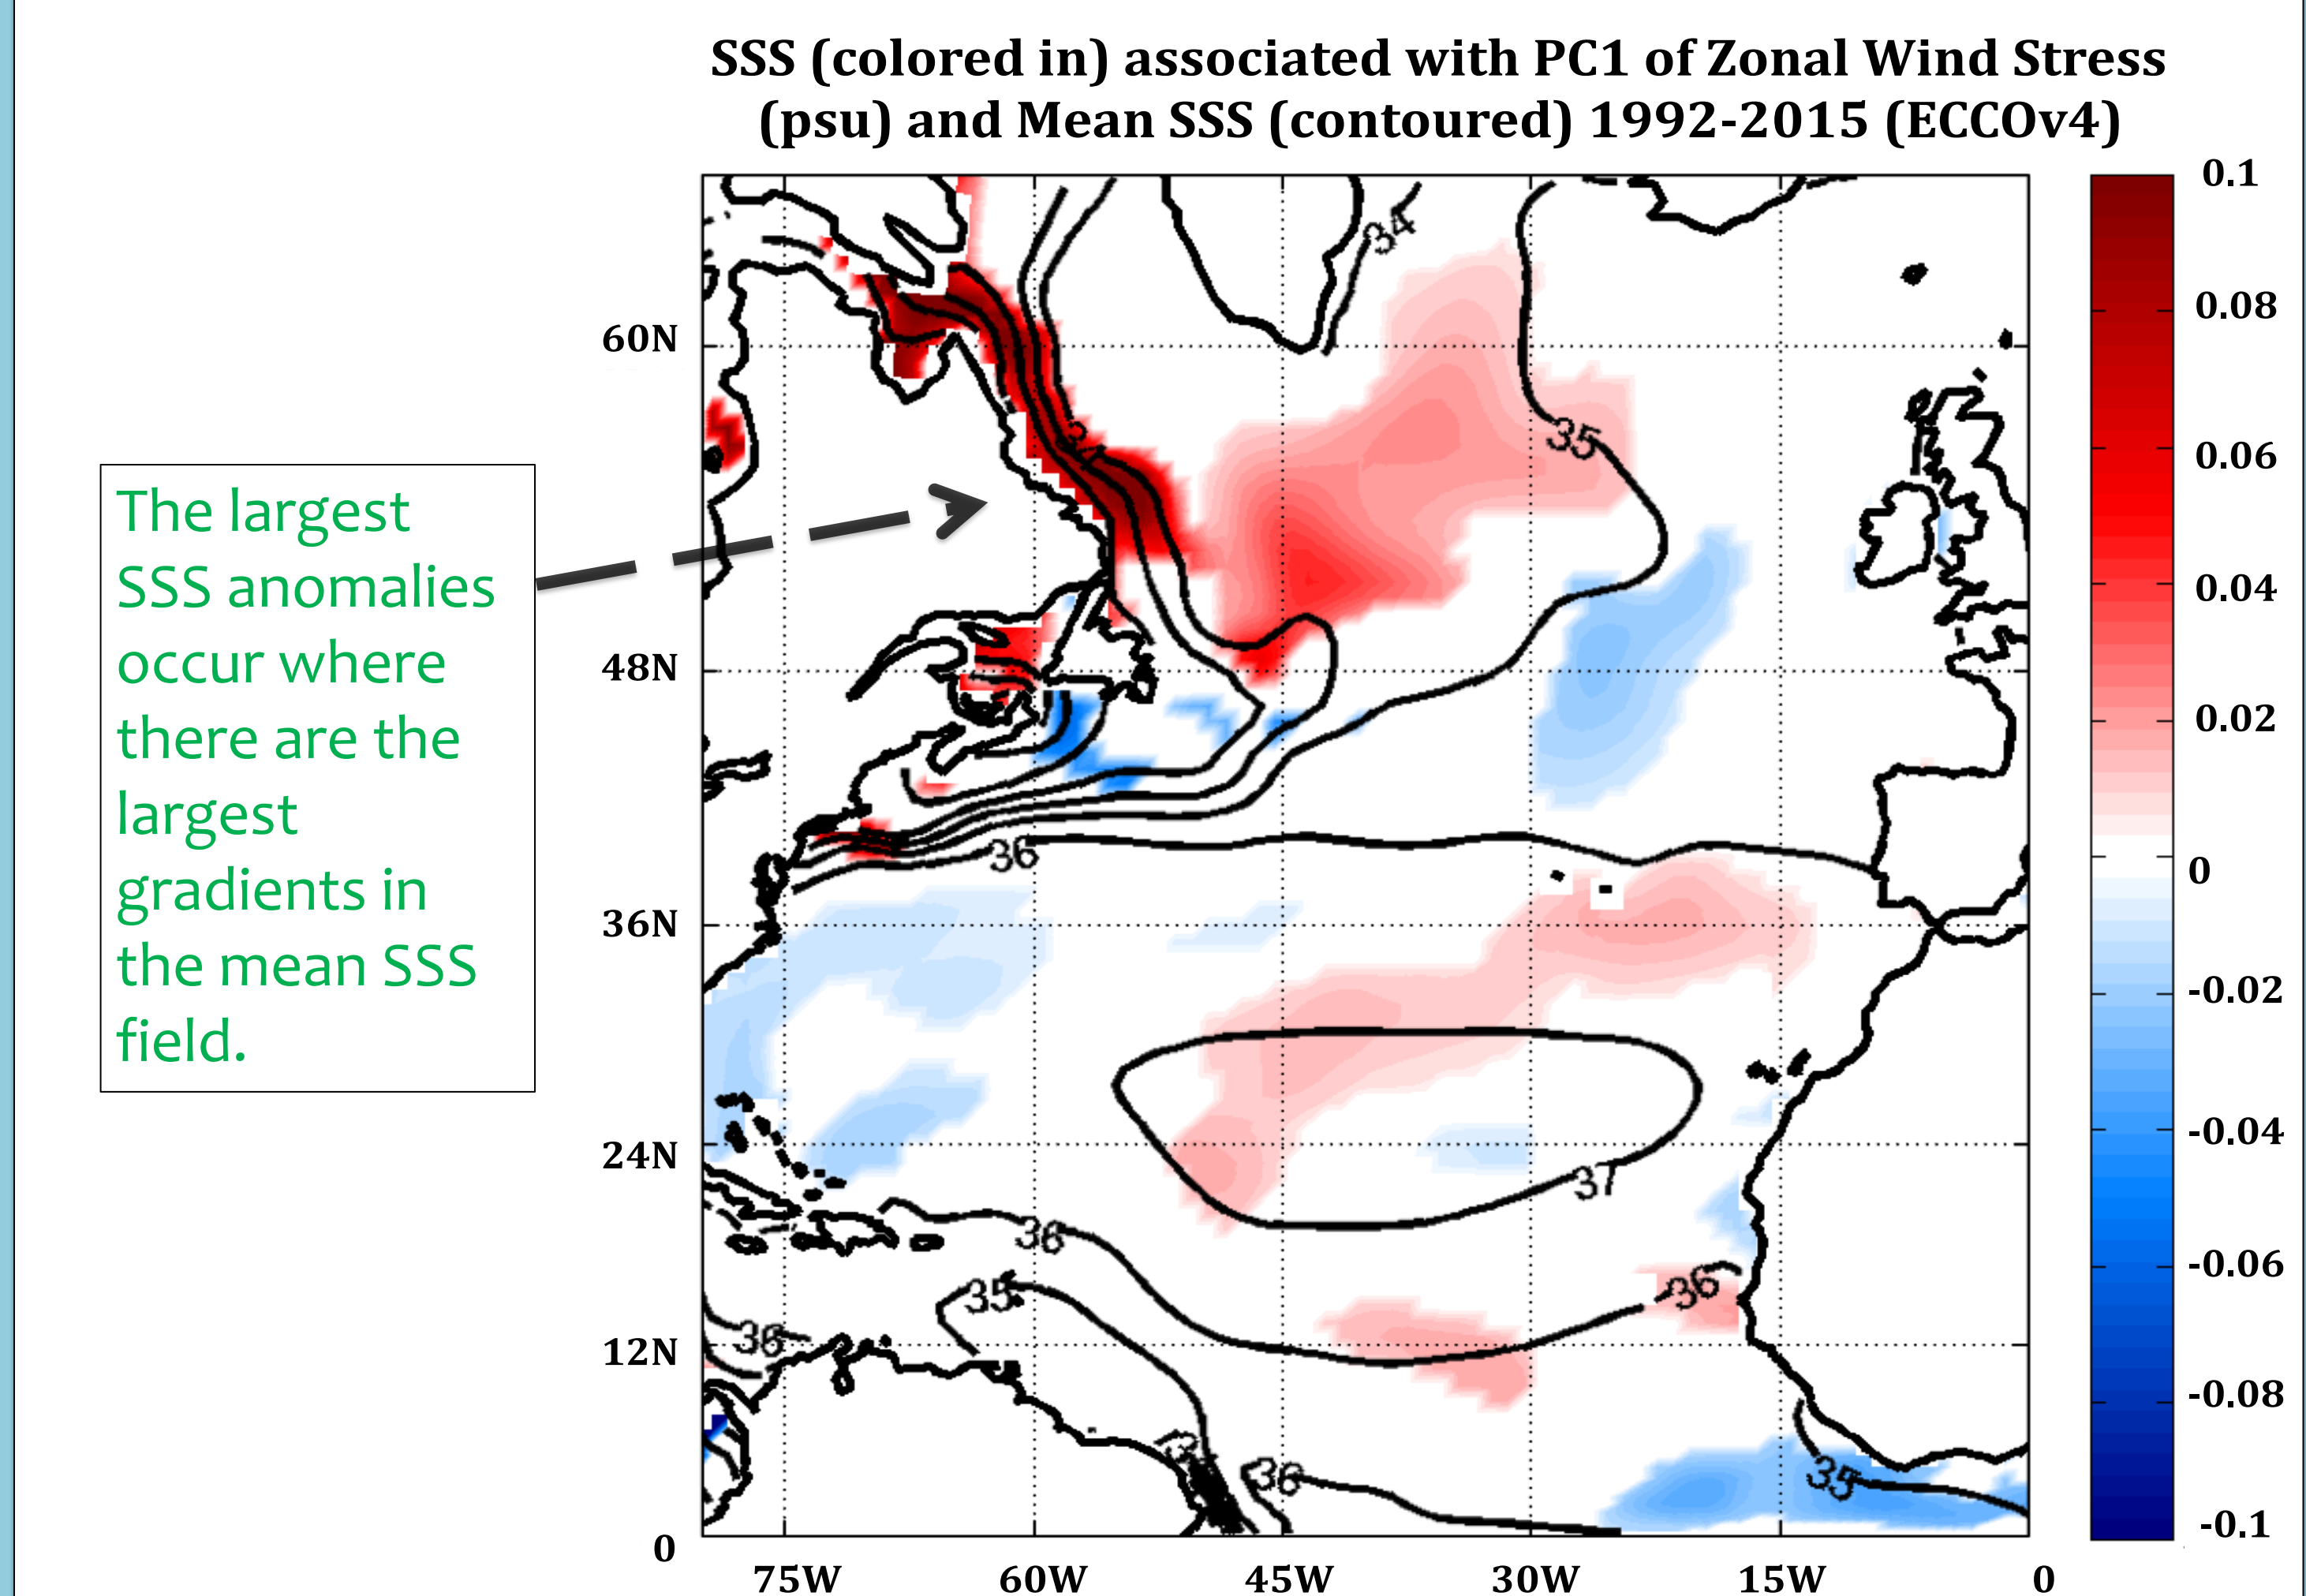 SSS (colored in) associated with PC1 of Zonal Wind Stress
(psu) and Mean SSS (contoured) 1992-2015 (ECCOv4)
The largest
SSS anomalies
occur where
there are the
largest
gradients in
the mean SSS
field.
60N
48N
36N
24N
12N
0
75W
60W
45W
30W
15W
0
34
34
35
36
37
36
35
36
36
36
35
0.1
0.08
0.06
0.04
0.02
0
-0.02
-0.04
-0.06
-0.08
-0.1